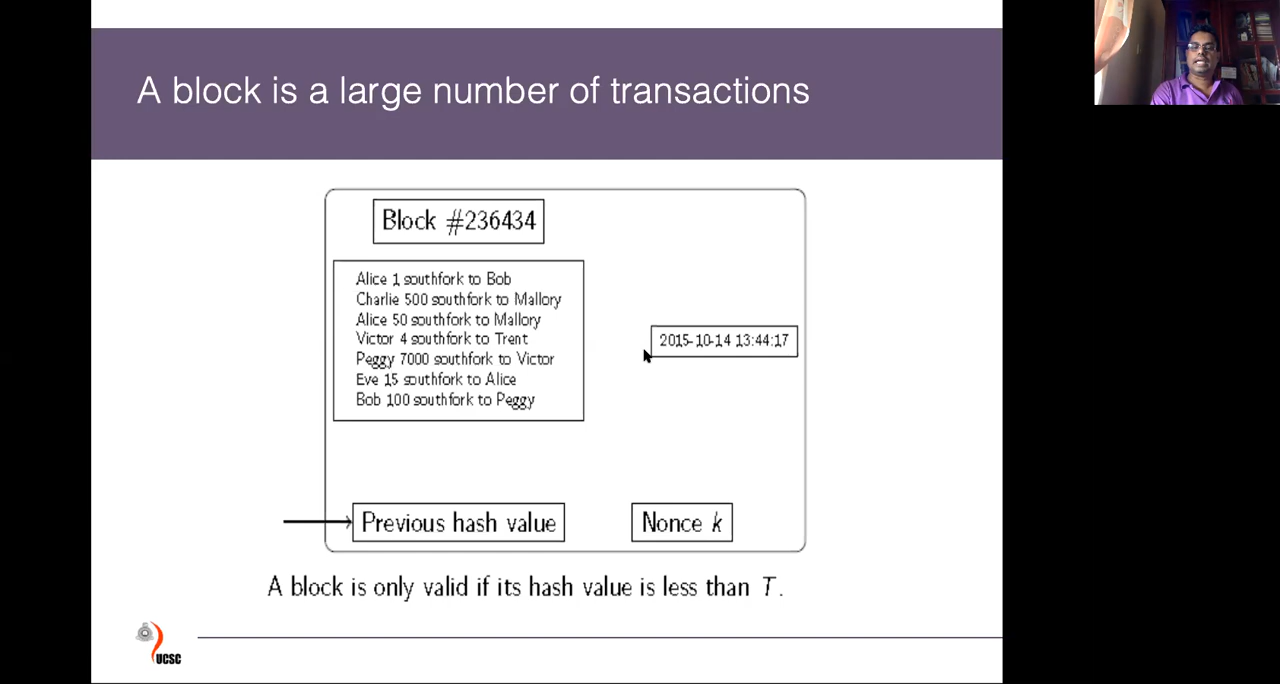 A block is a large number of transactions
Block #236434
Alice 1 southfork to Bob
Charlie 500 southfork to Mallory
Alice 50 southfork to Mallory
Victor 4 southfork to Trent
Peggy 7000 southfork to Victor
Eve 15 southfork to Alice
Bob 100 southfork to Peggy
2015-10-14 13:44:17
Previous hash value
Nonce k
A block is only valid if its hash value is less than T.
UCSC